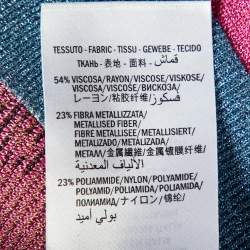 TESSUTO - FABRIC - TISSU - GEWEBE - TECIDO
ТКАНЬ - 表地 - 面料 - 퀄감 - قماش
54% VISCOSA/RAYON/VISCOSE/VISKOSE/
VISCOSA/VISCOSE/ВИСКОЗА/
レーヨン/粘胶纤维/فسكوز
23% FIBRA METALLIZZATA/
METALLISED FIBER/
FIBRE METALLISEE/METALLISIERT/
METALIZADO/METALIZADA/
МЕТАЛЛ/金属繊維/金属镀膜纤维/
الألياف المعدنية
23% POLIAMMIDE/NYLON/POLYAMIDE/
POLYAMID/POLIAMIDA/POLIAMIDA/
ПОЛИАМИД/ナイロン/锦纶/
بولي أميد